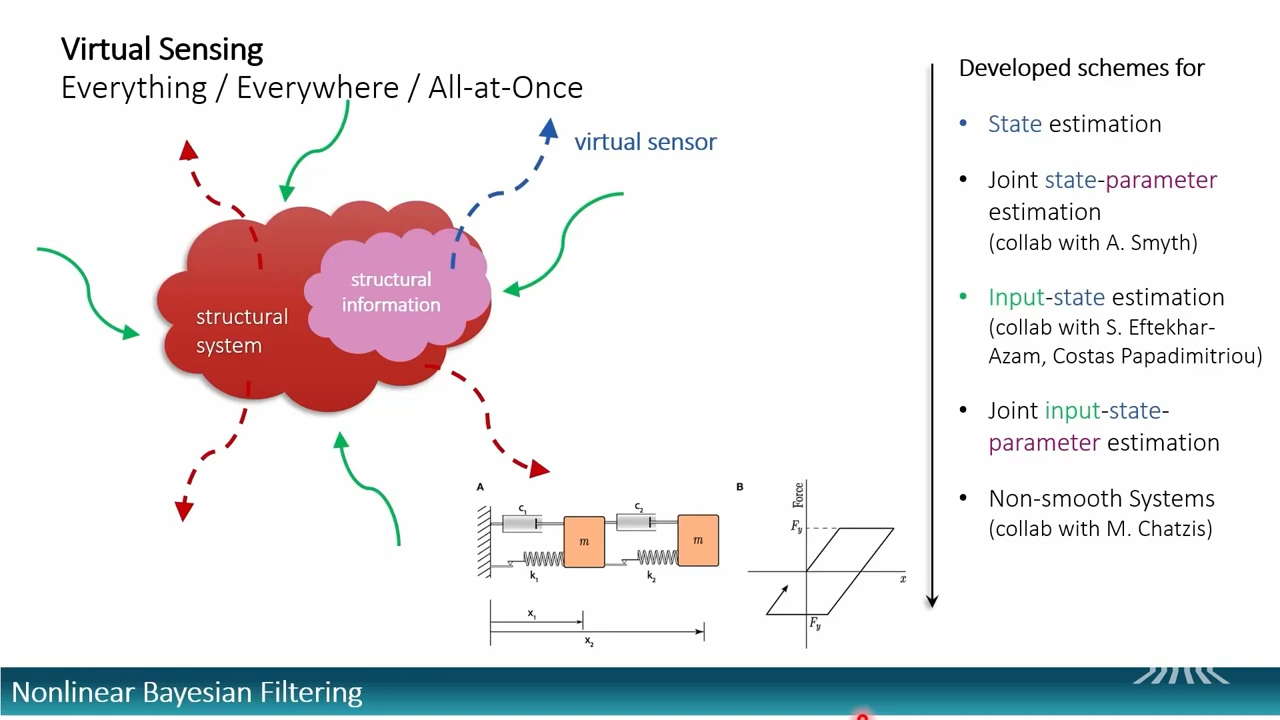 Virtual Sensing
Everything / Everywhere / All-at-Once
virtual sensor
structural
information
structural
system
A
c₁
c₂
m
m
k₁
k₂
x₁
x₂
B
Force
Fy
x
Fy
Developed schemes for
• State estimation
• Joint state-parameter
estimation
(collab with A. Smyth)
• Input-state estimation
(collab with S. Eftekhar-
Azam, Costas Papadimitriou)
• Joint input-state-
parameter estimation
• Non-smooth Systems
(collab with M. Chatzis)
Nonlinear Bayesian Filtering